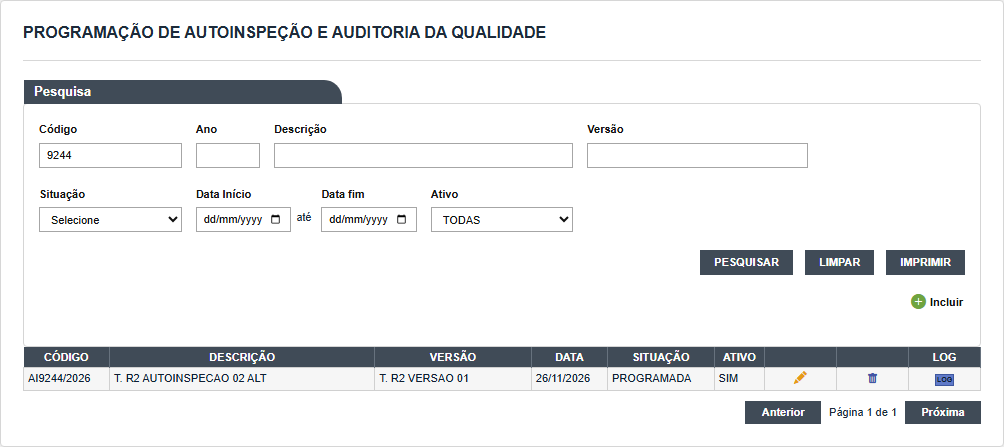 PROGRAMAÇÃO DE AUTOINSPEÇÃO E AUDITORIA DA QUALIDADE
Pesquisa
Código Ano Descrição Versão
9244
Situação Data Início Data fim Ativo
Selecione dd/mm/yyyy até dd/mm/yyyy TODAS
PESQUISAR LIMPAR IMPRIMIR
Incluir
CÓDIGO DESCRIÇÃO VERSÃO DATA SITUAÇÃO ATIVO LOG
AI9244/2026 T. R2 AUTOINSPECAO 02 ALT T. R2 VERSAO 01 26/11/2026 PROGRAMADA SIM LOG
Anterior Página 1 de 1 Próxima